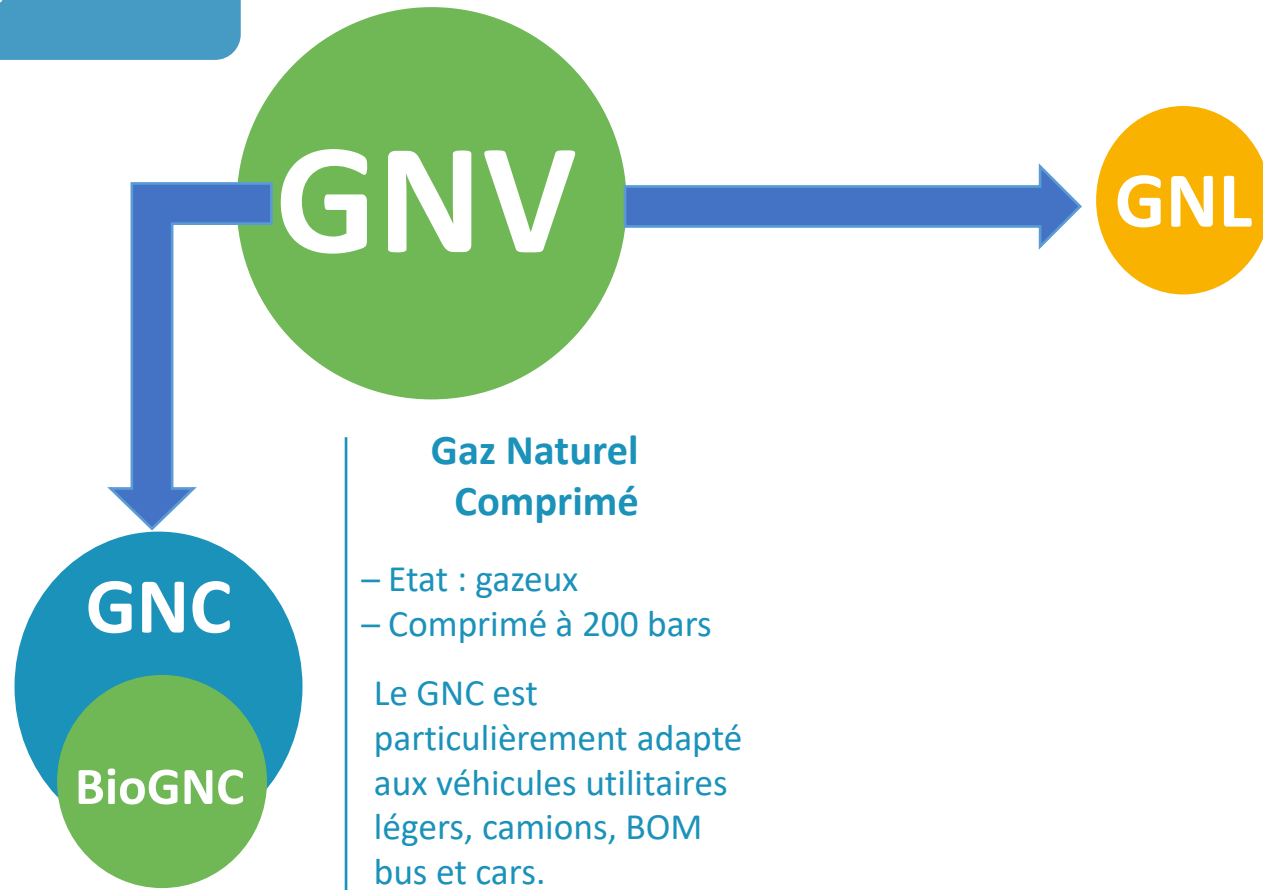 GNV
GNL
Gaz Naturel
Comprimé
GNC
BioGNC
– Etat : gazeux
– Comprimé à 200 bars
Le GNC est
particulièrement adapté
aux véhicules utilitaires
légers, camions, BOM
bus et cars.